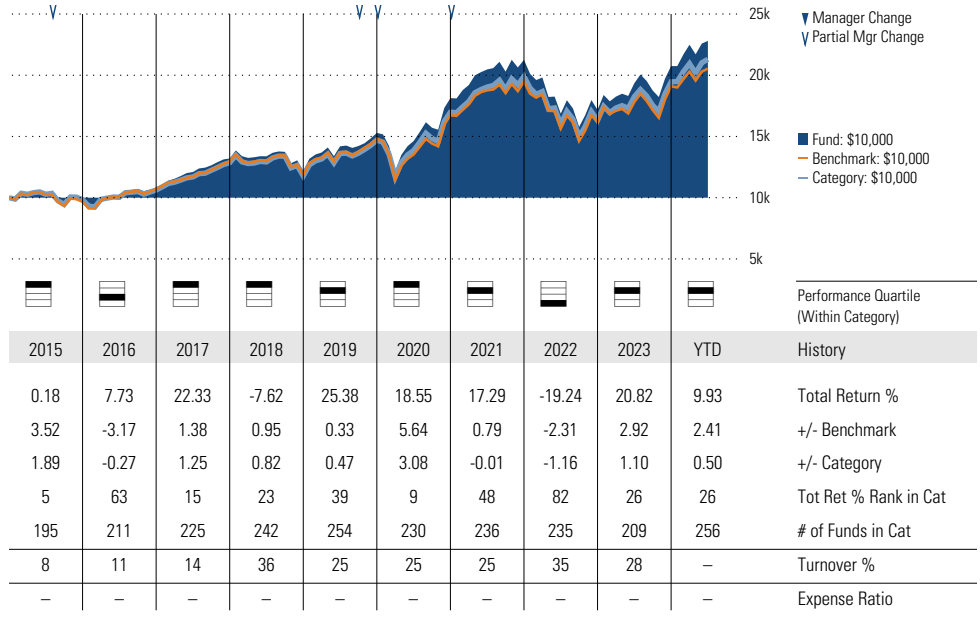 25k
Manager Change
Partial Mgr Change
20k
15k
Fund: $10,000
Benchmark: $10,000
Category: $10,000
10k
5k
Performance Quartile
(Within Category)
2015 2016 2017 2018 2019 2020 2021 2022 2023 YTD History
0.18 7.73 22.33 -7.62 25.38 18.55 17.29 -19.24 20.82 9.93 Total Return %
3.52 -3.17 1.38 0.95 0.33 5.64 0.79 -2.31 2.92 2.41 +/- Benchmark
1.89 -0.27 1.25 0.82 0.47 3.08 -0.01 -1.16 1.10 0.50 +/- Category
5 63 15 23 39 9 48 82 26 26 Tot Ret % Rank in Cat
195 211 225 242 254 230 236 235 209 256 # of Funds in Cat
8 11 14 36 25 25 25 35 28 – Turnover %
– – – – – – – – – – Expense Ratio